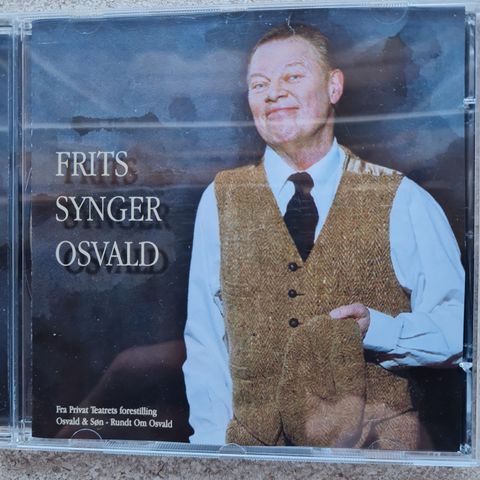 FRITS
SYNGER
OSVALD
Fra Privat Teatrets forestilling
Osvald & Søn - Rundt Om Osvald